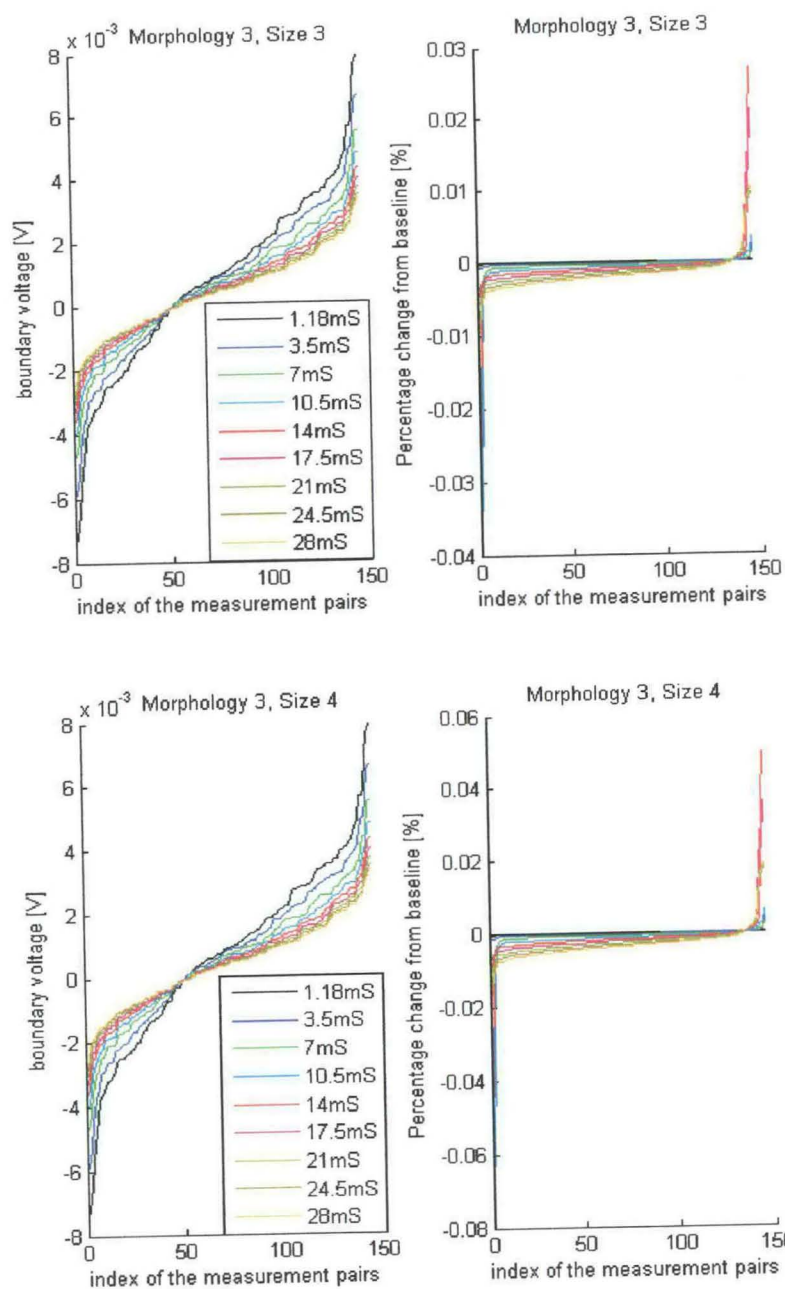 Morphology 3, Size 3
x 10^-3
8
6
4
2
0
-2
-4
-6
-8
boundary voltage [V]
0
50
100
150
index of the measurement pairs
1.18mS
3.5mS
7mS
10.5mS
14mS
17.5mS
21mS
24.5mS
28mS
Morphology 3, Size 3
0.03
0.02
0.01
0
-0.01
-0.02
-0.03
-0.04
Percentage change from baseline [%]
0
50
100
150
index of the measurement pairs
Morphology 3, Size 4
x 10^-3
8
6
4
2
0
-2
-4
-6
-8
boundary voltage [V]
0
50
100
150
index of the measurement pairs
1.18mS
3.5mS
7mS
10.5mS
14mS
17.5mS
21mS
24.5mS
28mS
Morphology 3, Size 4
0.06
0.04
0.02
0
-0.02
-0.04
-0.06
-0.08
Percentage change from baseline [%]
0
50
100
150
index of the measurement pairs